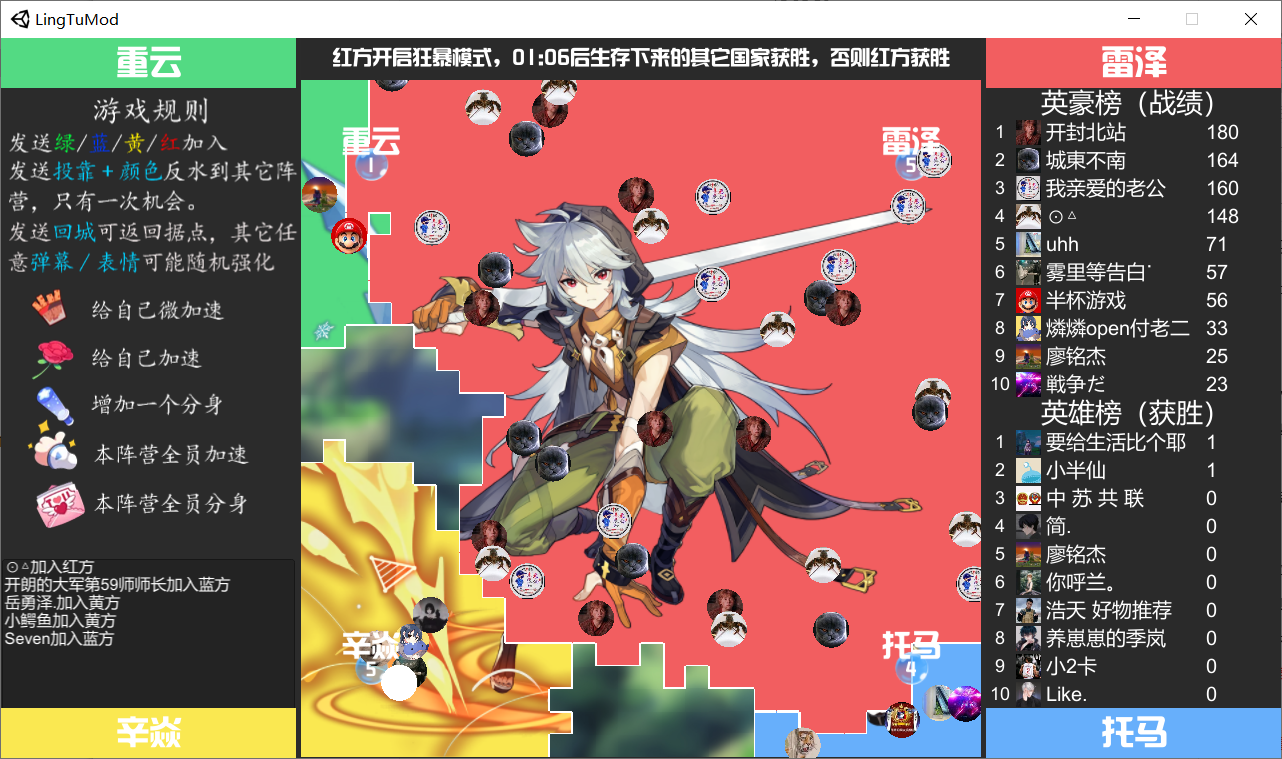 LingTuMod
重云
红方开启狂暴模式，01:06后生存下来的其它国家获胜，否则红方获胜
雷泽
游戏规则
发送绿/蓝/黄/红加入
发送投靠＋颜色反水到其它阵
营，只有一次机会。
发送回城可返回据点，其它任
意弹幕／表情可能随机强化
给自己微加速
给自己加速
增加一个分身
本阵营全员加速
本阵营全员分身
⊙▵加入红方
开朗的大军第59师师长加入蓝方
岳勇泽.加入黄方
小鳄鱼加入黄方
Seven加入蓝方
辛焱
重云
1
雷泽
5
辛焱
5
托马
4
英豪榜（战绩）
1 开封北站 180
2 城東不南 164
3 我亲爱的老公 160
4 ⊙▵ 148
5 uhh 71
6 雾里等告白· 57
7 半杯游戏 56
8 燐燐open付老二 33
9 廖铭杰 25
10 戦争だ 23
英雄榜（获胜）
1 要给生活比个耶 1
2 小半仙 1
3 中 苏 共 联 0
4 简. 0
5 廖铭杰 0
6 你呼兰。 0
7 浩天 好物推荐 0
8 养崽崽的季岚 0
9 小2卡 0
10 Like. 0
托马